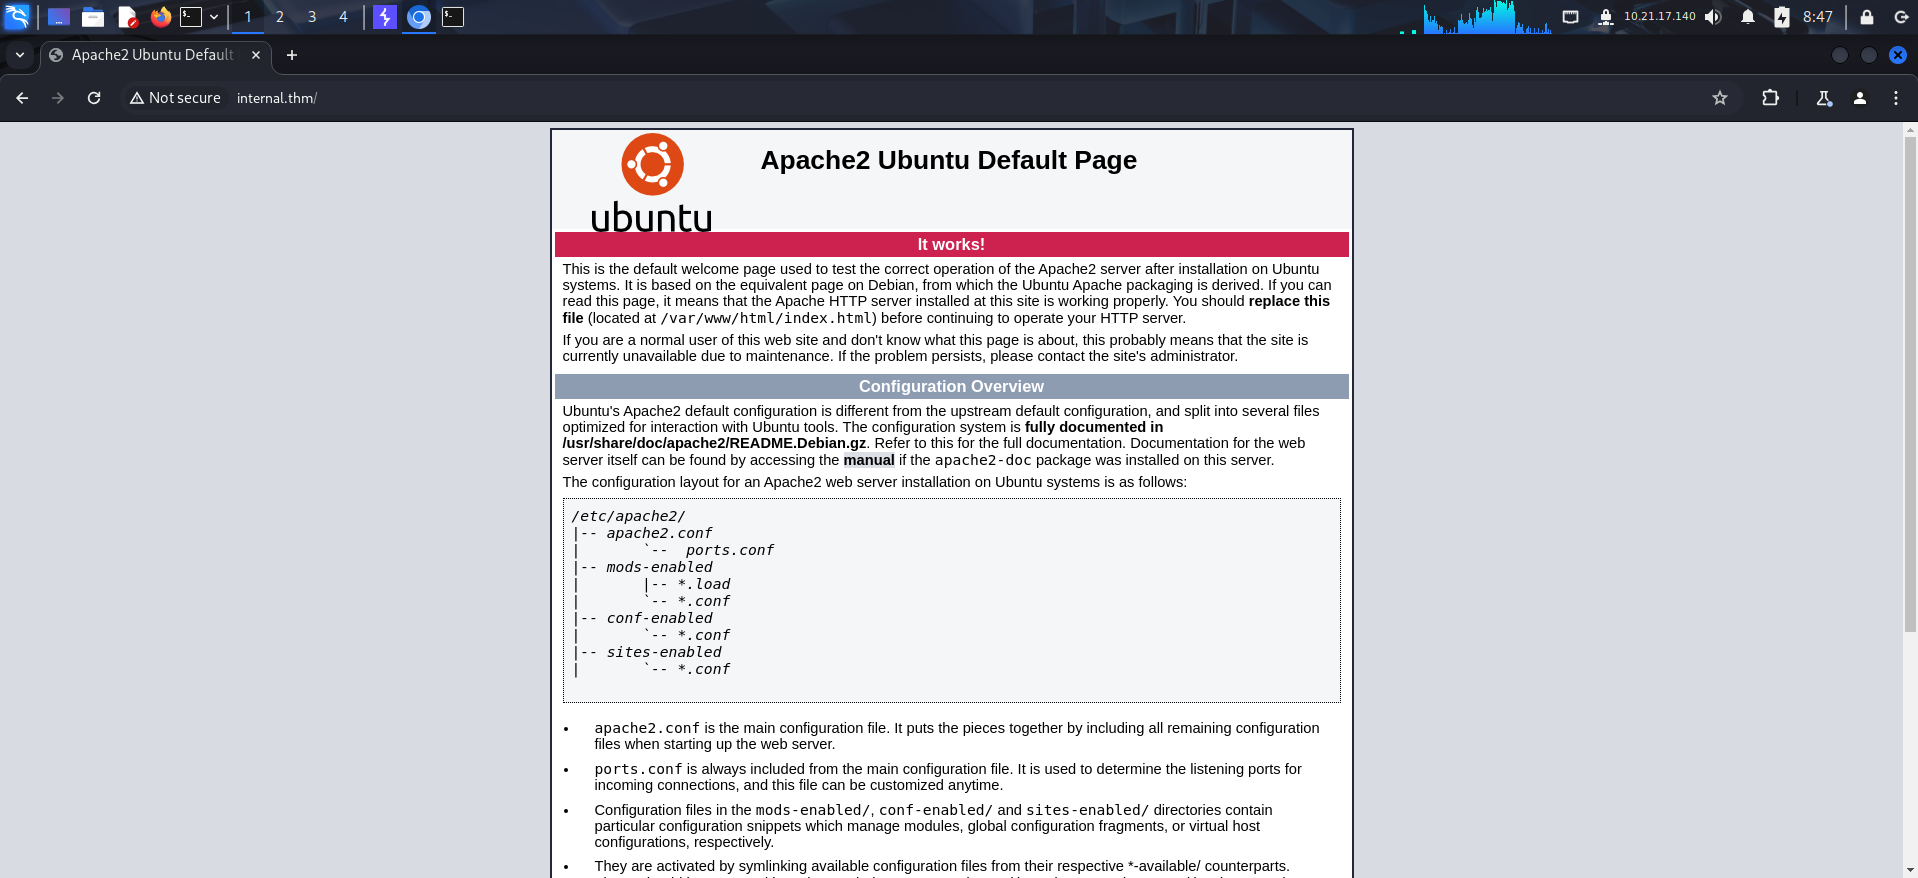 1 2 3 4 10.21.17.140 8:47
Apache2 Ubuntu Default
Not secure internal.thm/
ubuntu
Apache2 Ubuntu Default Page
It works!
This is the default welcome page used to test the correct operation of the Apache2 server after installation on Ubuntu
systems. It is based on the equivalent page on Debian, from which the Ubuntu Apache packaging is derived. If you can
read this page, it means that the Apache HTTP server installed at this site is working properly. You should replace this
file (located at /var/www/html/index.html) before continuing to operate your HTTP server.
If you are a normal user of this web site and don't know what this page is about, this probably means that the site is
currently unavailable due to maintenance. If the problem persists, please contact the site's administrator.
Configuration Overview
Ubuntu's Apache2 default configuration is different from the upstream default configuration, and split into several files
optimized for interaction with Ubuntu tools. The configuration system is fully documented in
/usr/share/doc/apache2/README.Debian.gz. Refer to this for the full documentation. Documentation for the web
server itself can be found by accessing the manual if the apache2-doc package was installed on this server.
The configuration layout for an Apache2 web server installation on Ubuntu systems is as follows:
/etc/apache2/
|-- apache2.conf
|       `--  ports.conf
|-- mods-enabled
|       |-- *.load
|       `-- *.conf
|-- conf-enabled
|       `-- *.conf
|-- sites-enabled
|       `-- *.conf
• apache2.conf is the main configuration file. It puts the pieces together by including all remaining configuration
files when starting up the web server.
• ports.conf is always included from the main configuration file. It is used to determine the listening ports for
incoming connections, and this file can be customized anytime.
• Configuration files in the mods-enabled/, conf-enabled/ and sites-enabled/ directories contain
particular configuration snippets which manage modules, global configuration fragments, or virtual host
configurations, respectively.
• They are activated by symlinking available configuration files from their respective *-available/ counterparts.